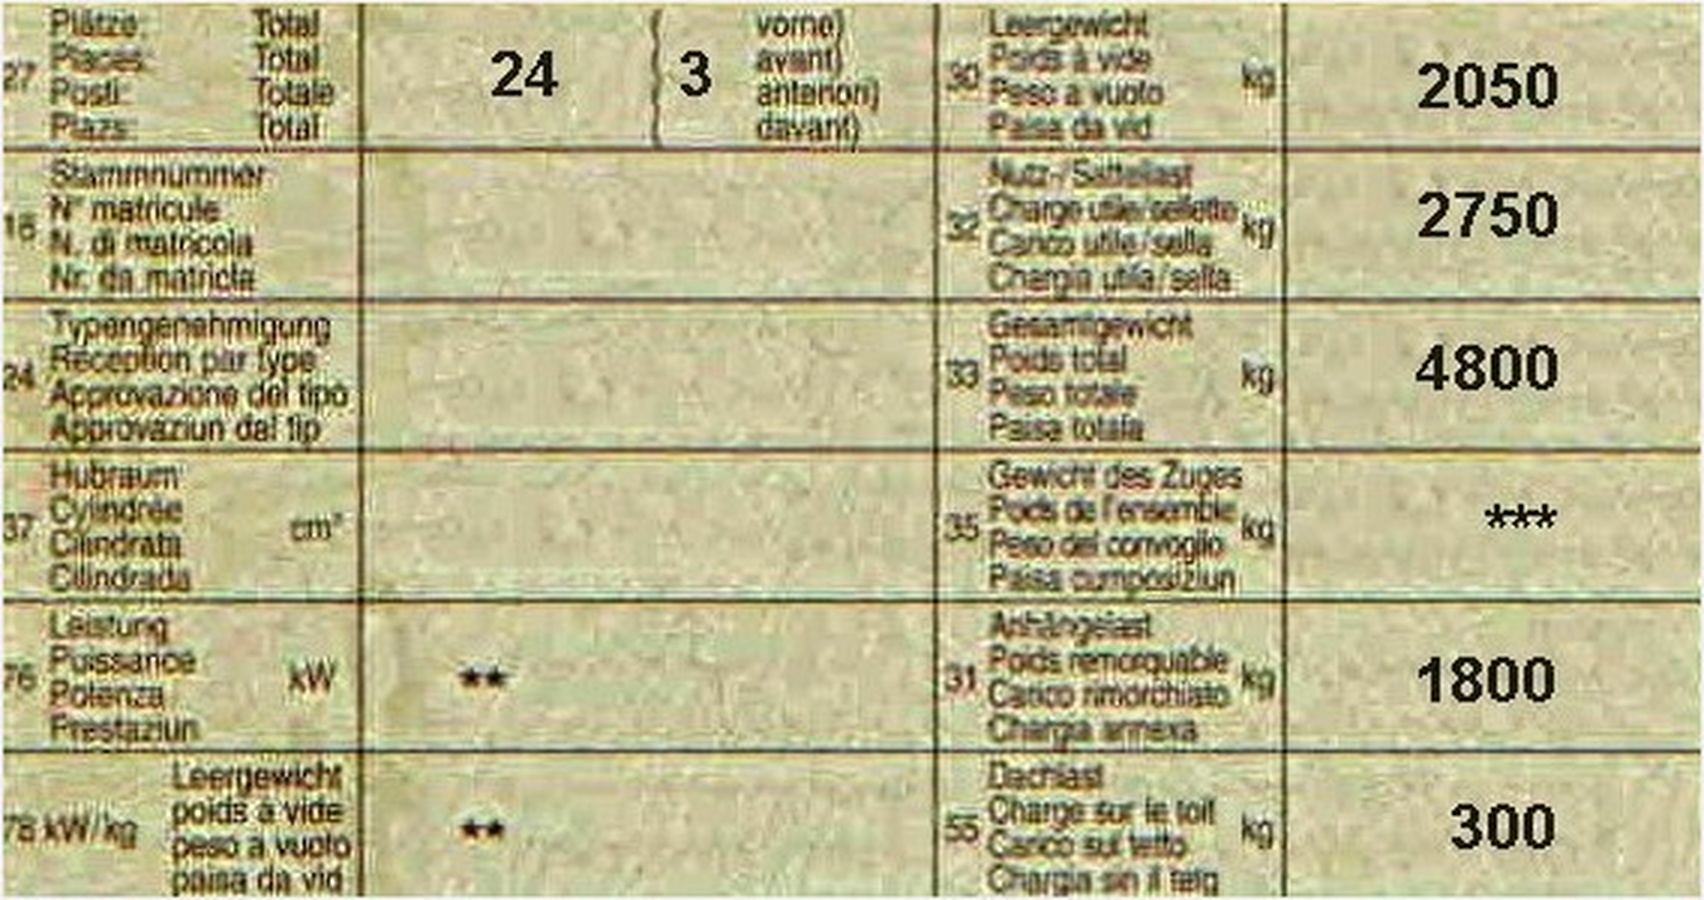 27 Plätze: Total 24 ( 3 vorne)
Places: Total avant)
Posti: Totale anteriori)
Plazs: Total davant)
30 Leergewicht kg 2050
Poids à vide
Peso a vuoto
Paisa da vid
18 Stammnummer
N° matricule
N. di matricola
Nr. da matricla
32 Nutz-/Sattellast kg 2750
Charge utile/sellette
Carico utile/sella
Chargia utila/sella
24 Typengenehmigung
Réception par type
Approvazione del tipo
Approvaziun dal tip
33 Gesamtgewicht kg 4800
Poids total
Peso totale
Paisa totala
37 Hubraum cm³
Cylindrée
Cilindrata
Cilindrada
35 Gewicht des Zuges kg ***
Poids de l'ensemble
Peso del convoglio
Paisa cumposiziun
76 Leistung kW **
Puissance
Potenza
Prestaziun
31 Anhängelast kg 1800
Poids remorquable
Carico rimorchiato
Chargia annexa
78 kW/kg Leergewicht **
poids à vide
peso a vuoto
paisa da vid
55 Dachlast kg 300
Charge sur le toit
Carico sul tetto
Chargia sin il tetg